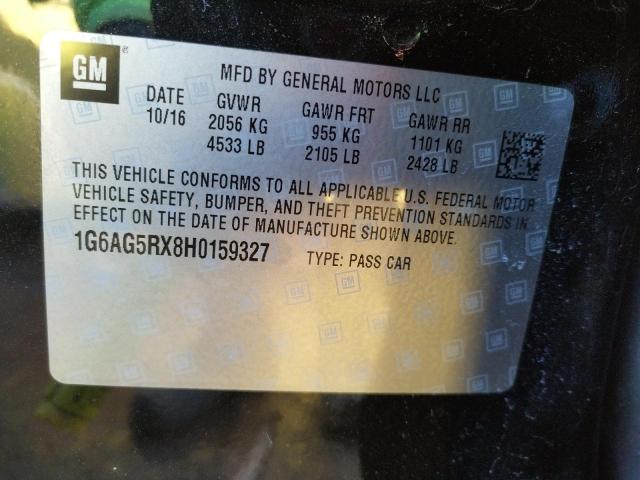 GM ®
MFD BY GENERAL MOTORS LLC
DATE GVWR GAWR FRT GAWR RR
10/16 2056 KG 955 KG 1101 KG
4533 LB 2105 LB 2428 LB
THIS VEHICLE CONFORMS TO ALL APPLICABLE U.S. FEDERAL MOTOR
VEHICLE SAFETY, BUMPER, AND THEFT PREVENTION STANDARDS IN
EFFECT ON THE DATE OF MANUFACTURE SHOWN ABOVE.
1G6AG5RX8H0159327 TYPE: PASS CAR